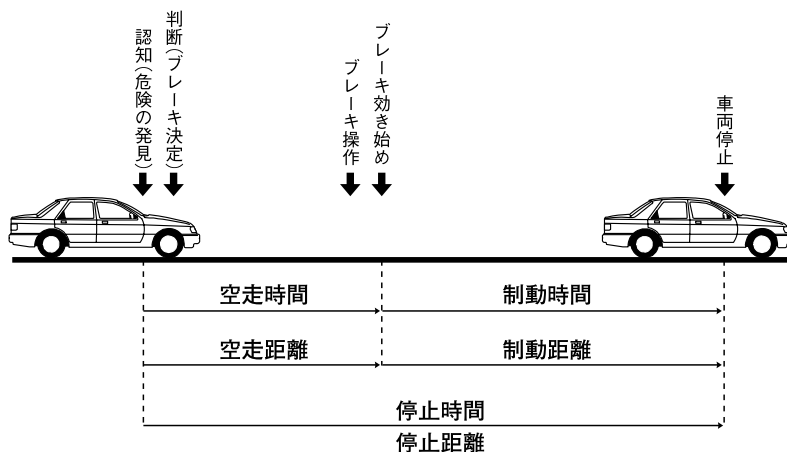 認知(危険の発見)
判断(ブレーキ決定)
ブレーキ操作
ブレーキ効き始め
車両停止
空走時間
制動時間
空走距離
制動距離
停止時間
停止距離